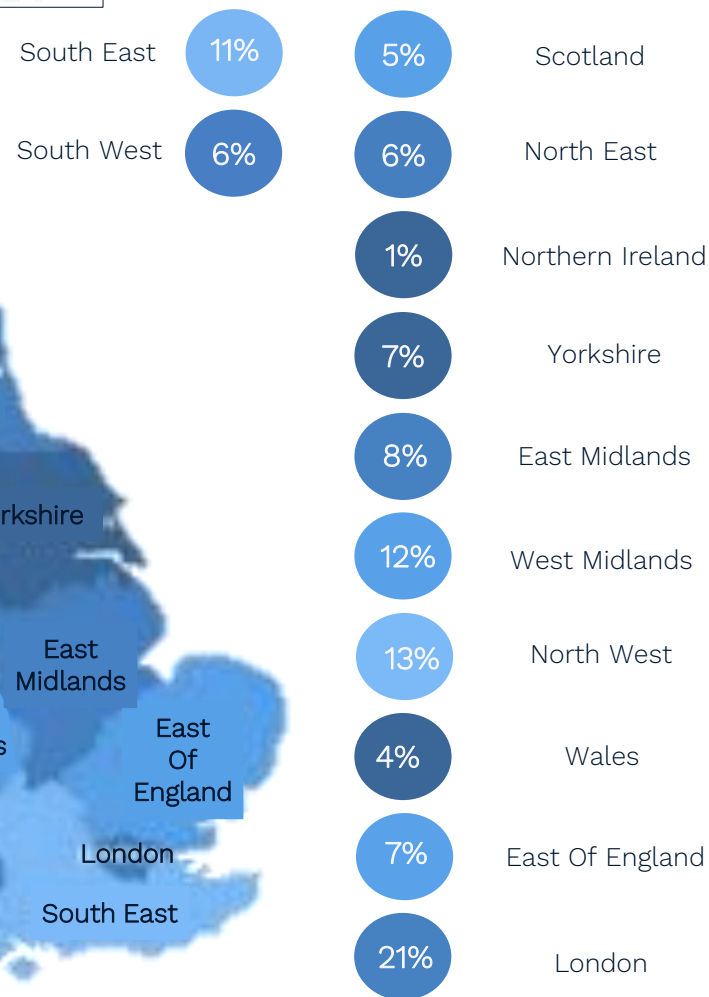 South East 11%
5% Scotland
South West 6%
6% North East
1% Northern Ireland
7% Yorkshire
8% East Midlands
12% West Midlands
13% North West
4% Wales
7% East Of England
21% London
rkshire
East
Midlands
s
East
Of
England
London
South East